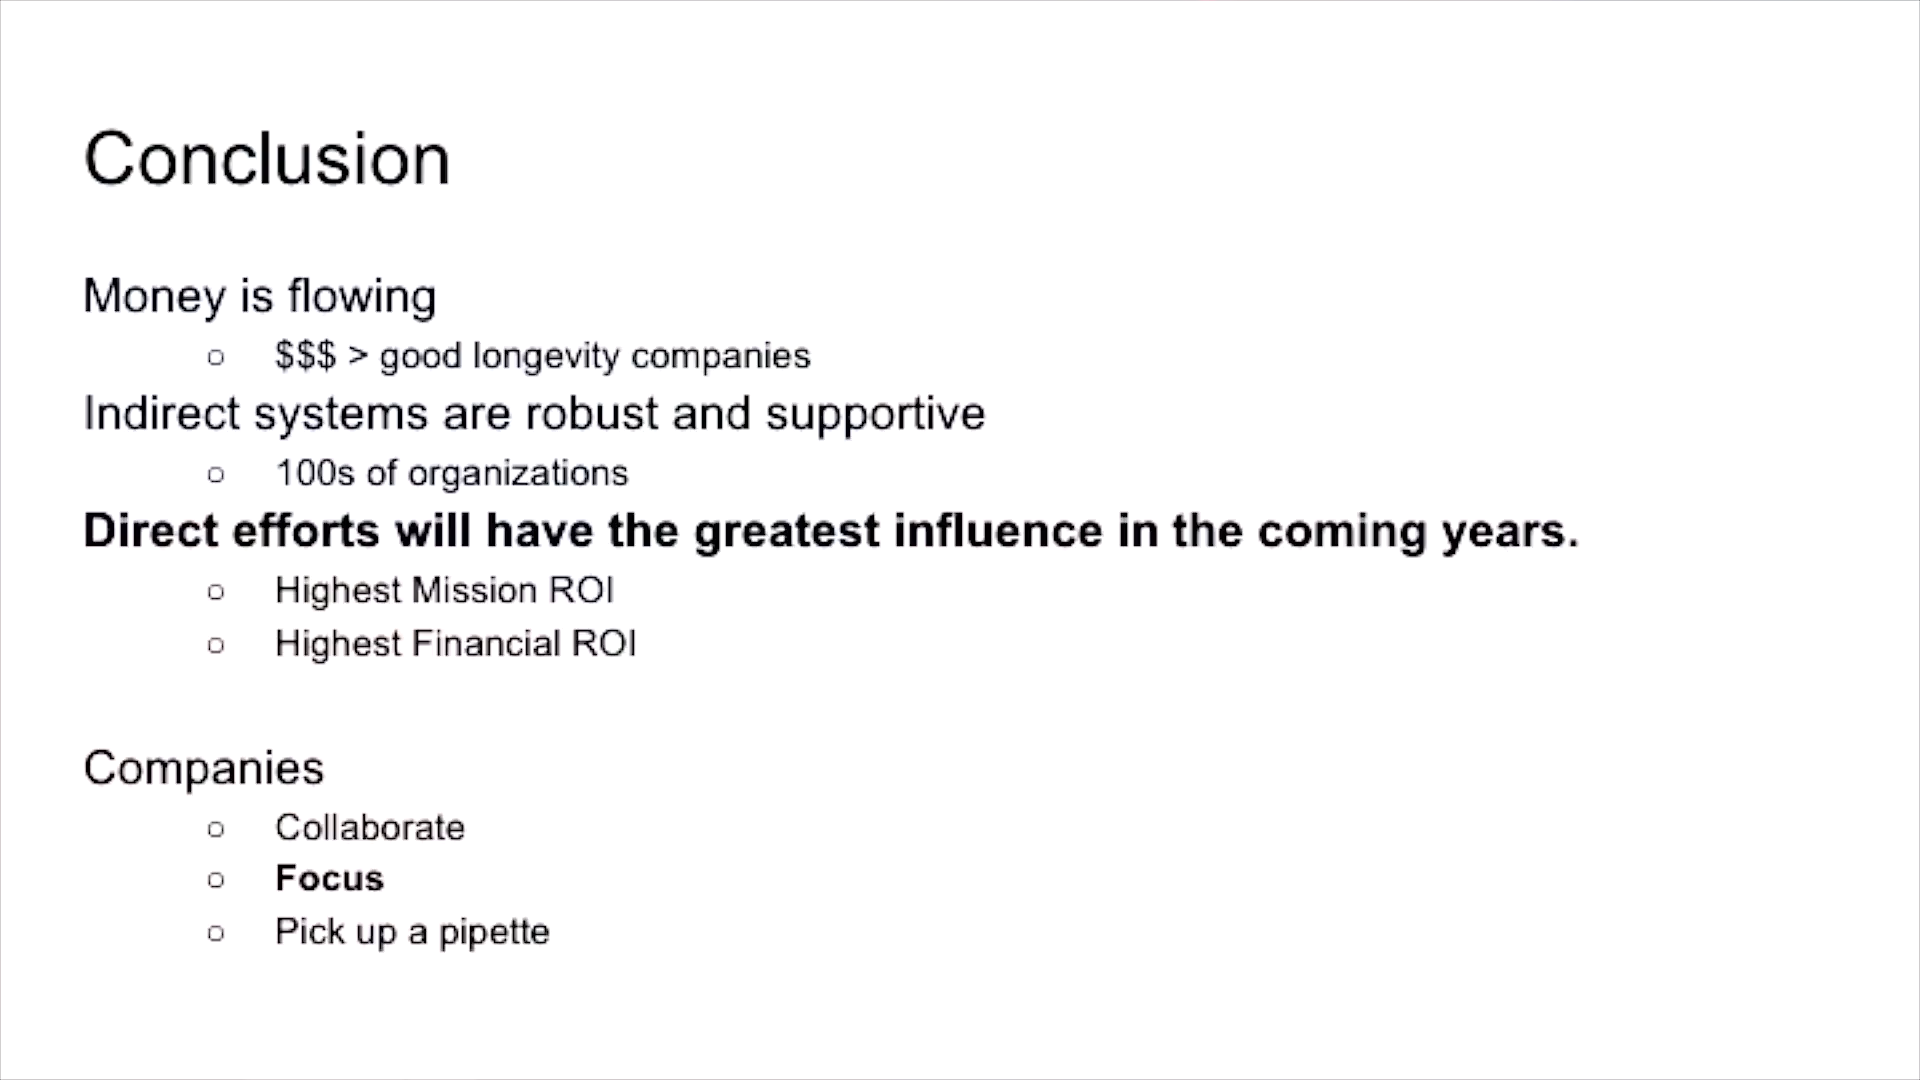 Conclusion
Money is flowing
○ $$$ > good longevity companies
Indirect systems are robust and supportive
○ 100s of organizations
Direct efforts will have the greatest influence in the coming years.
○ Highest Mission ROI
○ Highest Financial ROI
Companies
○ Collaborate
○ Focus
○ Pick up a pipette